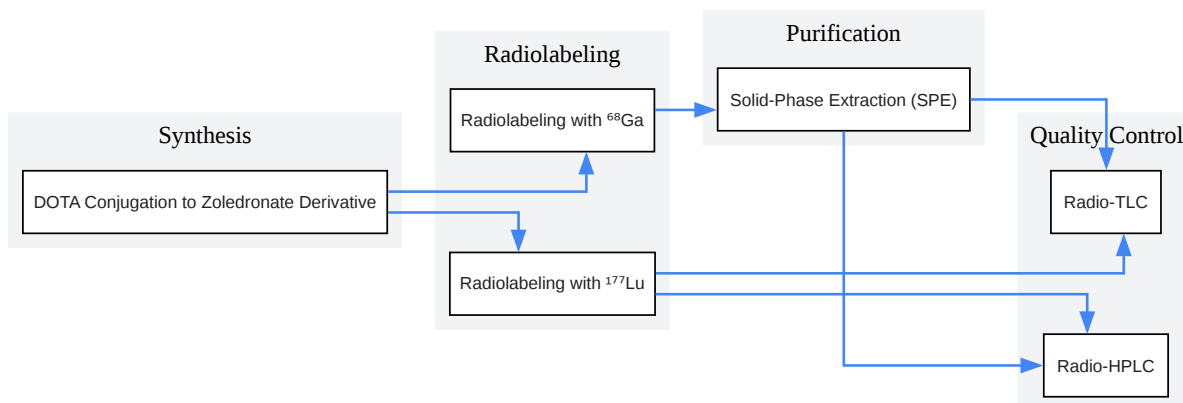 Synthesis
DOTA Conjugation to Zoledronate Derivative
Radiolabeling
Radiolabeling with ⁶⁸Ga
Radiolabeling with ¹⁷⁷Lu
Purification
Solid-Phase Extraction (SPE)
Quality Control
Radio-TLC
Radio-HPLC